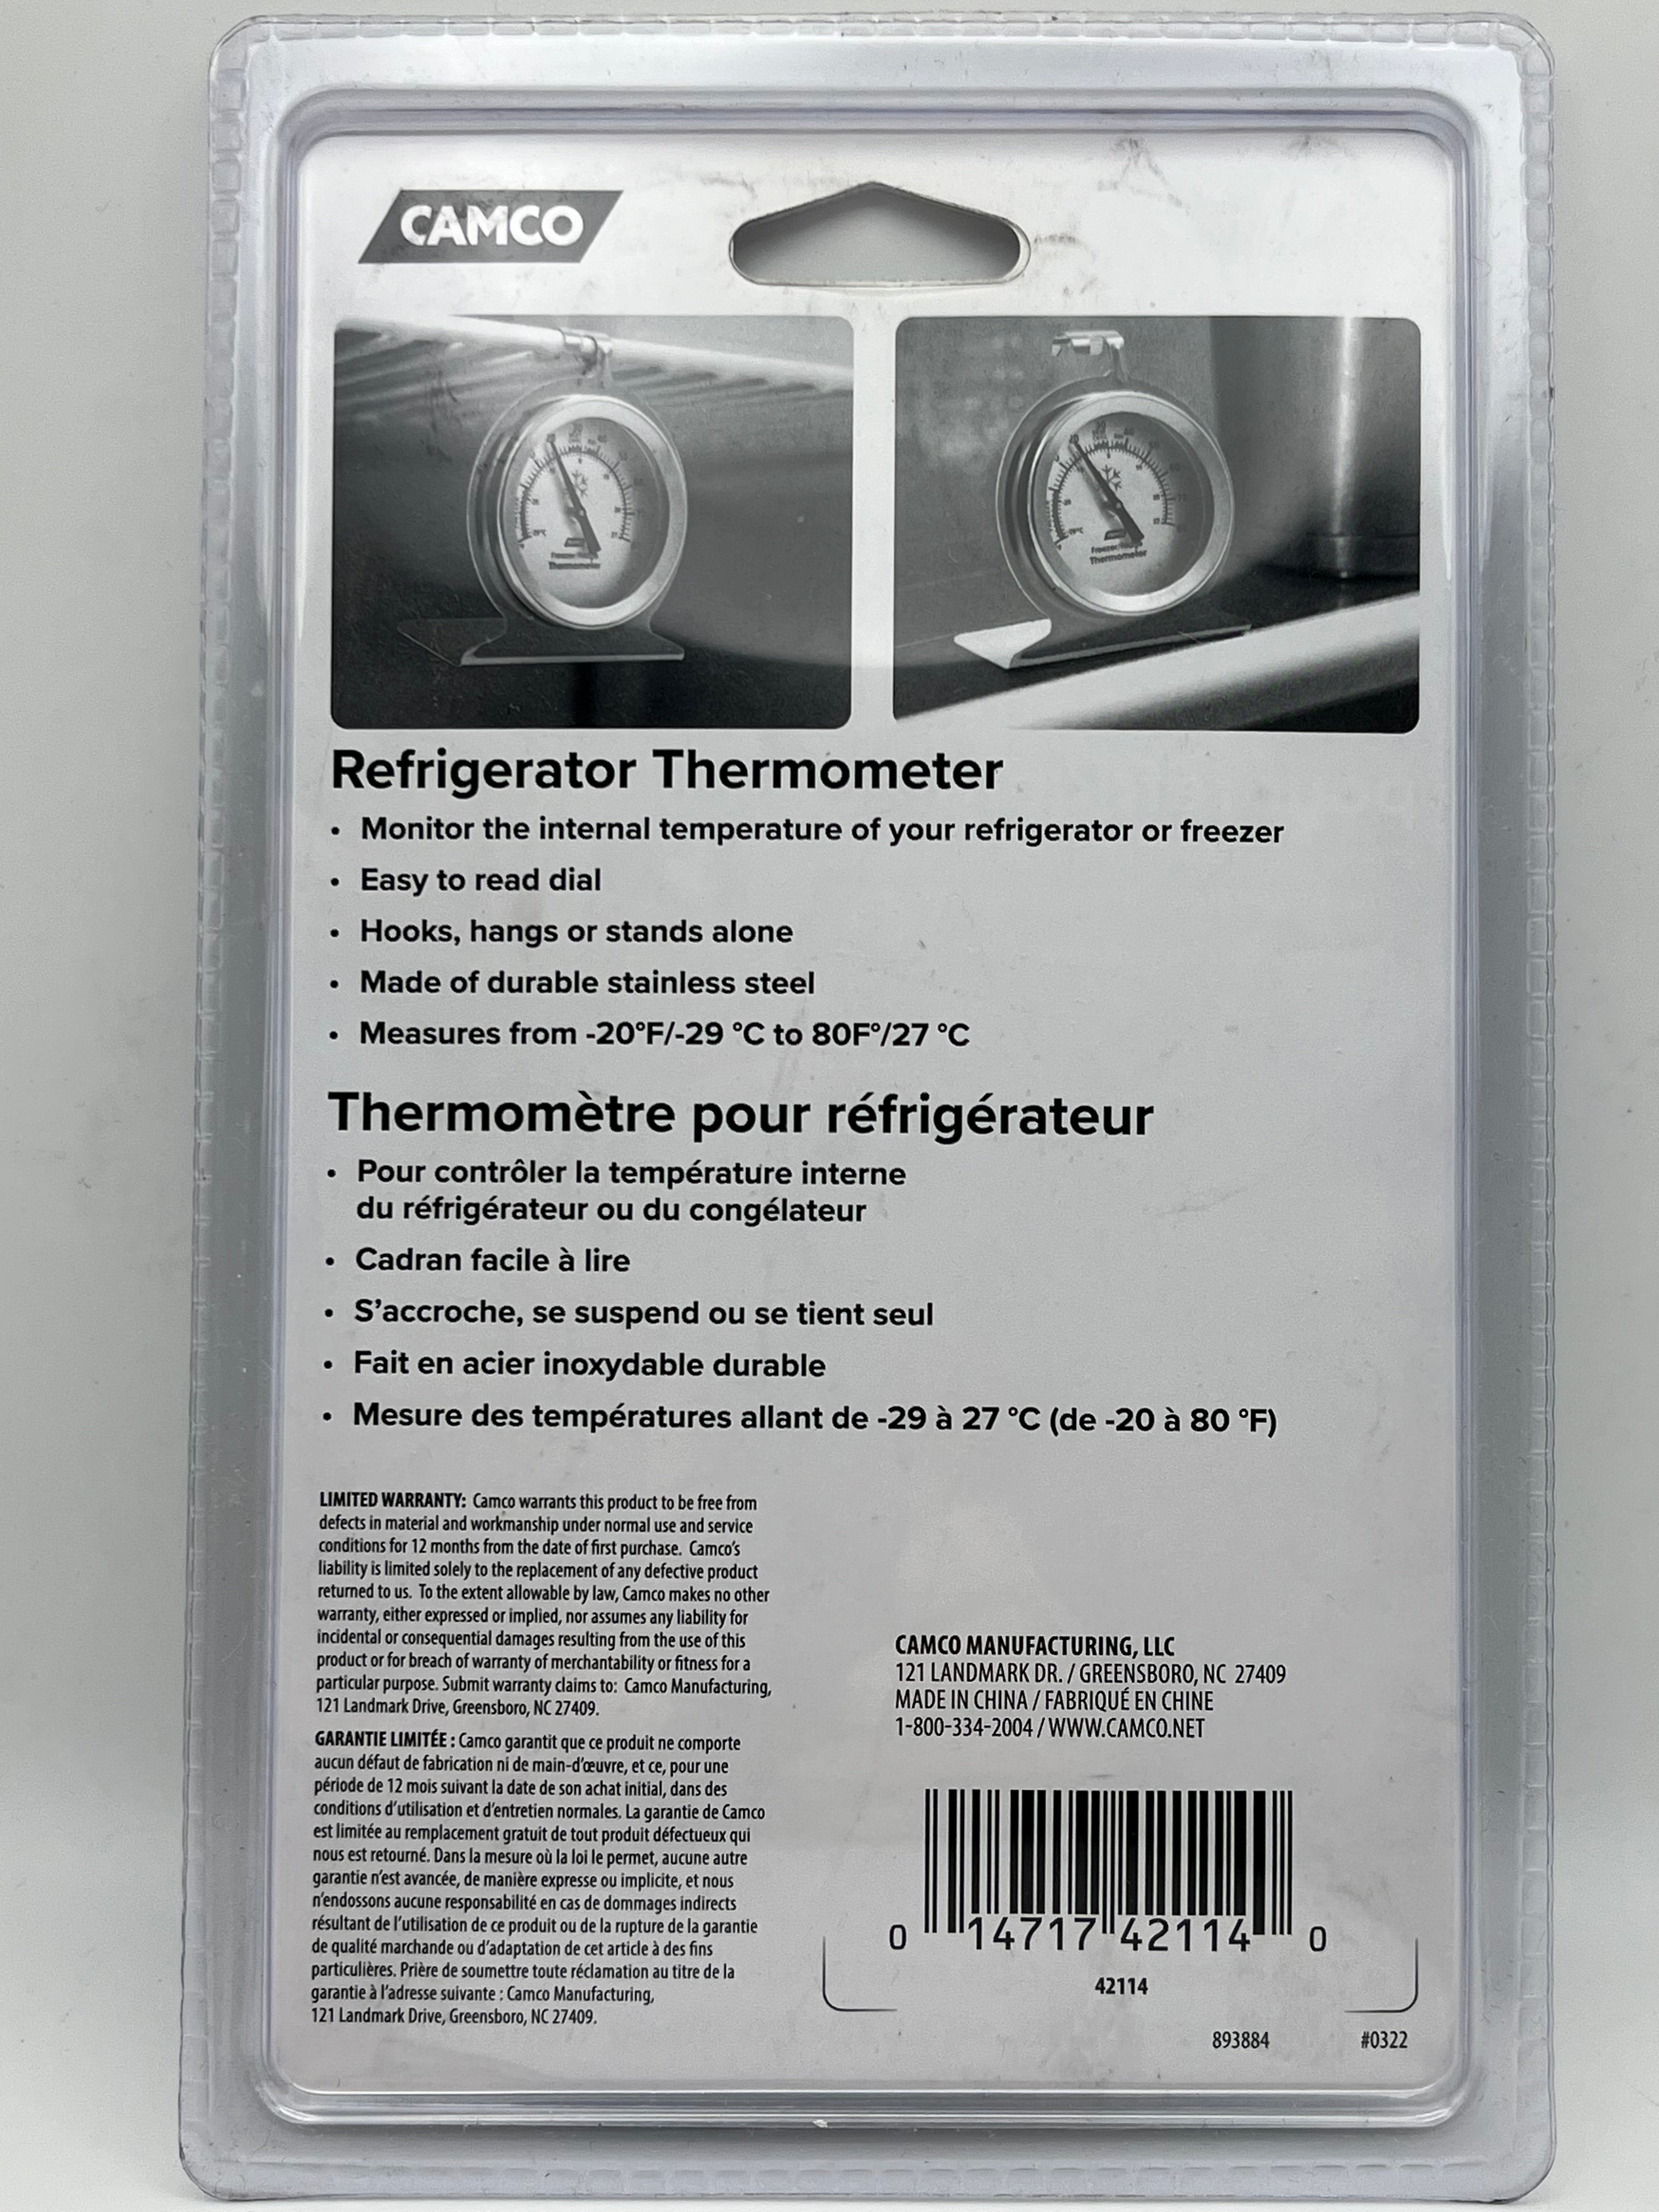 CAMCO
Freezer
Thermometer
Thermometer
Refrigerator Thermometer
• Monitor the internal temperature of your refrigerator or freezer
• Easy to read dial
• Hooks, hangs or stands alone
• Made of durable stainless steel
• Measures from -20°F/-29 °C to 80F°/27 °C
Thermomètre pour réfrigérateur
• Pour contrôler la température interne
du réfrigérateur ou du congélateur
• Cadran facile à lire
• S'accroche, se suspend ou se tient seul
• Fait en acier inoxydable durable
• Mesure des températures allant de -29 à 27 °C (de -20 à 80 °F)
LIMITED WARRANTY: Camco warrants this product to be free from
defects in material and workmanship under normal use and service
conditions for 12 months from the date of first purchase. Camco's
liability is limited solely to the replacement of any defective product
returned to us. To the extent allowable by law, Camco makes no other
warranty, either expressed or implied, nor assumes any liability for
incidental or consequential damages resulting from the use of this
product or for breach of warranty of merchantability or fitness for a
particular purpose. Submit warranty claims to: Camco Manufacturing,
121 Landmark Drive, Greensboro, NC 27409.
GARANTIE LIMITÉE : Camco garantit que ce produit ne comporte
aucun défaut de fabrication ni de main-d'œuvre, et ce, pour une
période de 12 mois suivant la date de son achat initial, dans des
conditions d'utilisation et d'entretien normales. La garantie de Camco
est limitée au remplacement gratuit de tout produit défectueux qui
nous est retourné. Dans la mesure où la loi le permet, aucune autre
garantie n'est avancée, de manière expresse ou implicite, et nous
n'endossons aucune responsabilité en cas de dommages indirects
résultant de l'utilisation de ce produit ou de la rupture de la garantie
de qualité marchande ou d'adaptation de cet article à des fins
particulières. Prière de soumettre toute réclamation au titre de la
garantie à l'adresse suivante : Camco Manufacturing,
121 Landmark Drive, Greensboro, NC 27409.
CAMCO MANUFACTURING, LLC
121 LANDMARK DR. / GREENSBORO, NC 27409
MADE IN CHINA / FABRIQUÉ EN CHINE
1-800-334-2004 / WWW.CAMCO.NET
0 14717 42114 0
42114
893884 #0322